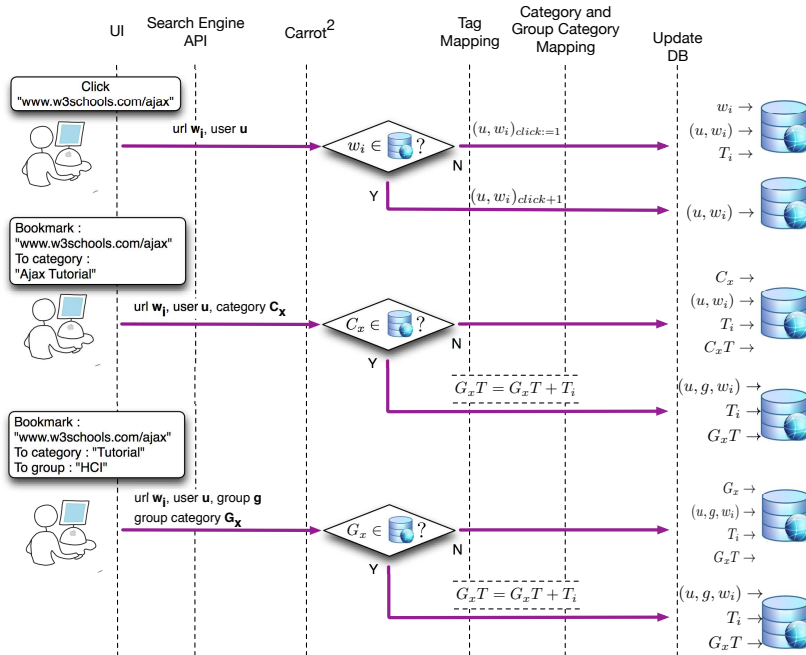 UI
Search Engine
API
Carrot²
Tag
Mapping
Category and
Group Category
Mapping
Update
DB
Click
"www.w3schools.com/ajax"
url wᵢ, user u
wᵢ ∈ ?
N
Y
(u, wᵢ)click:=1
(u, wᵢ)click+1
wᵢ →
(u, wᵢ) →
Tᵢ →
(u, wᵢ) →
Bookmark :
"www.w3schools.com/ajax"
To category :
"Ajax Tutorial"
url wᵢ, user u, category Cₓ
Cₓ ∈ ?
N
Y
GₓT = GₓT + Tᵢ
Cₓ →
(u, wᵢ) →
Tᵢ →
CₓT →
(u, g, wᵢ) →
Tᵢ →
GₓT →
Bookmark :
"www.w3schools.com/ajax"
To category : "Tutorial"
To group : "HCI"
url wᵢ, user u, group g
group category Gₓ
Gₓ ∈ ?
N
Y
GₓT = GₓT + Tᵢ
Gₓ →
(u, g, wᵢ) →
Tᵢ →
GₓT →
(u, g, wᵢ) →
Tᵢ →
GₓT →